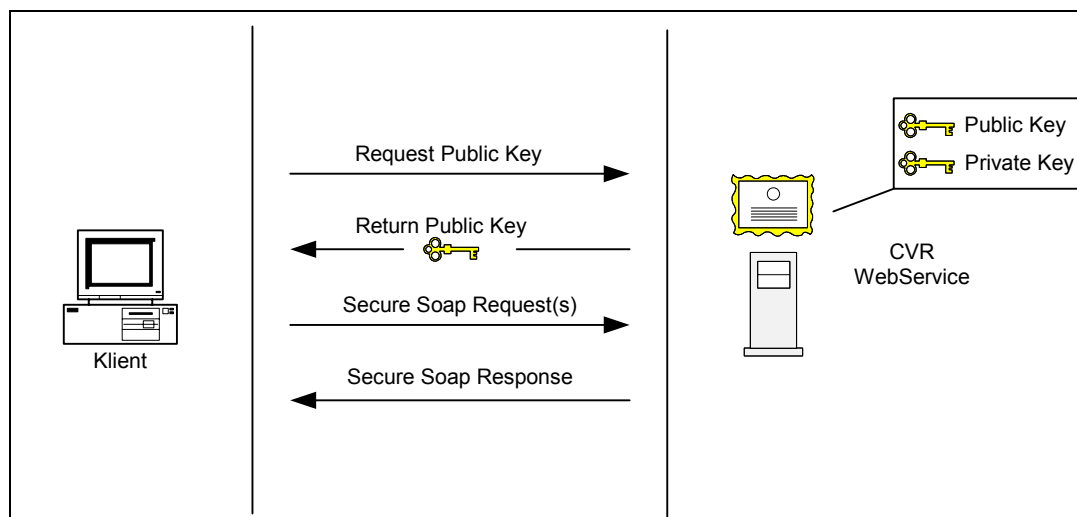 Public Key
Private Key
Request Public Key
Return Public Key
CVR
WebService
Secure Soap Request(s)
Klient
Secure Soap Response